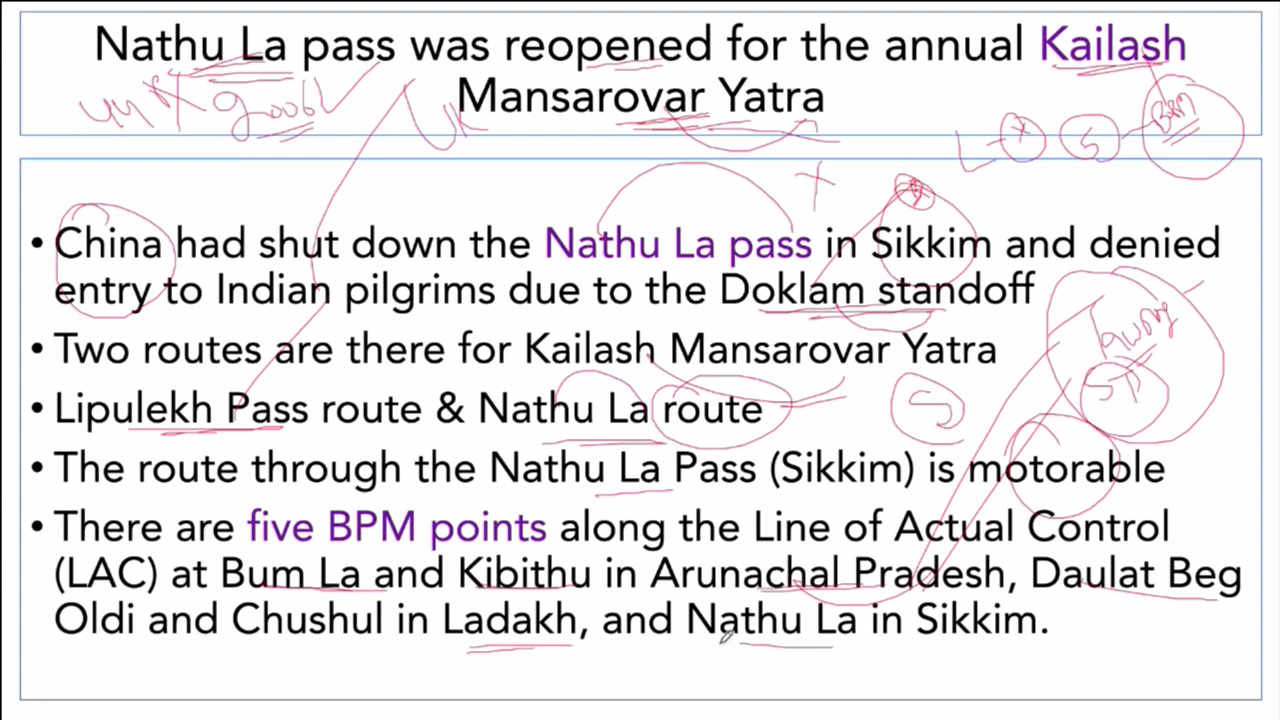 Nathu La pass was reopened for the annual Kailash
Mansarovar Yatra
• China had shut down the Nathu La pass in Sikkim and denied
entry to Indian pilgrims due to the Doklam standoff
• Two routes are there for Kailash Mansarovar Yatra
• Lipulekh Pass route & Nathu La route
• The route through the Nathu La Pass (Sikkim) is motorable
• There are five BPM points along the Line of Actual Control
(LAC) at Bum La and Kibithu in Arunachal Pradesh, Daulat Beg
Oldi and Chushul in Ladakh, and Nathu La in Sikkim.